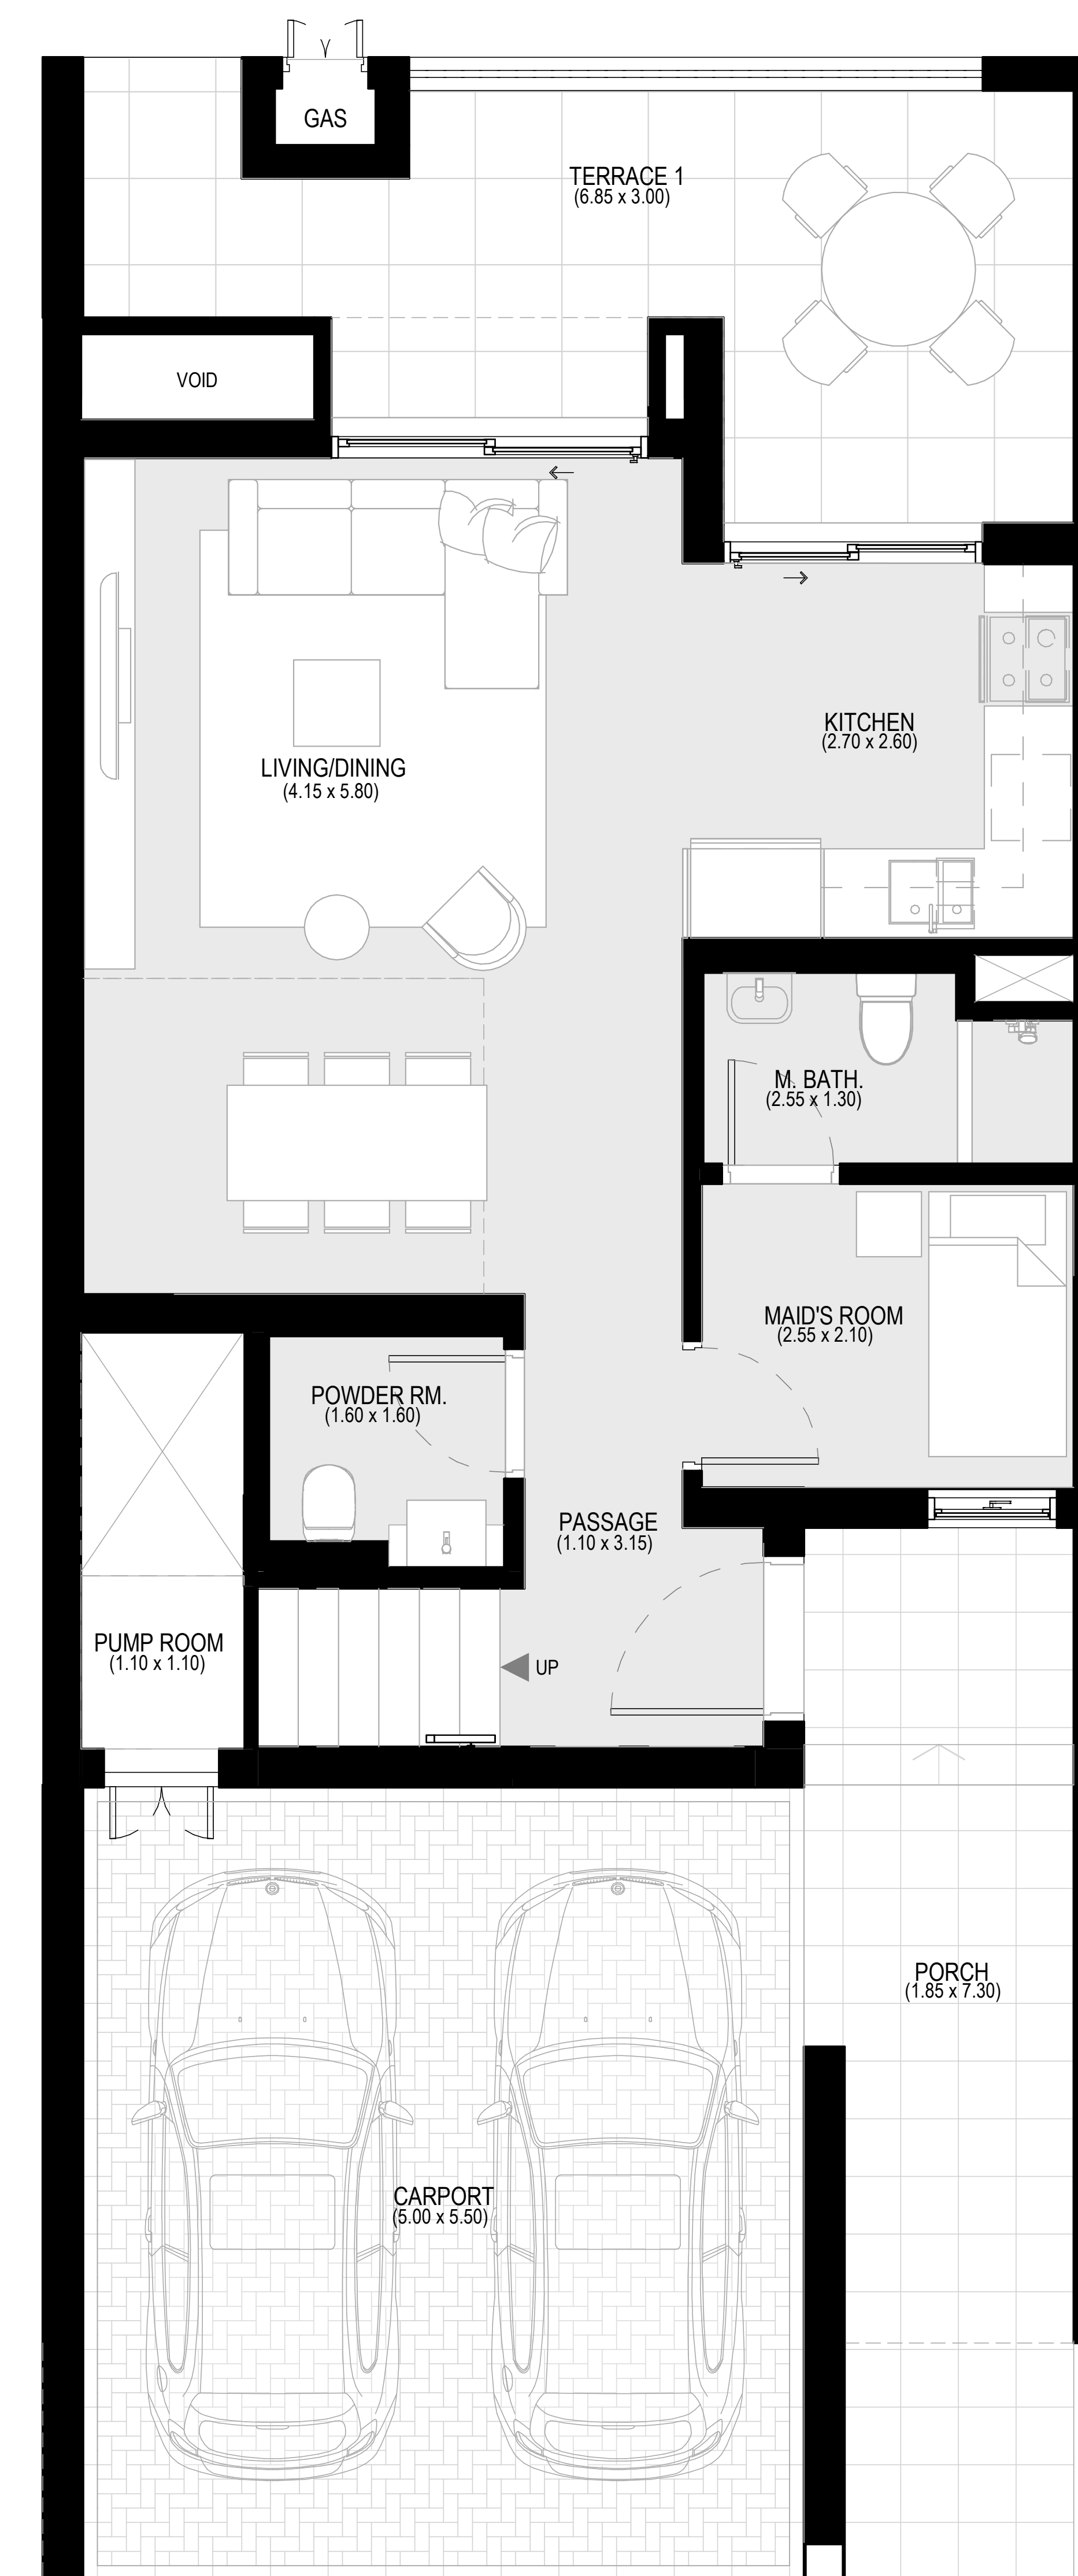 GAS
TERRACE 1
(6.85 x 3.00)
VOID
KITCHEN
(2.70 x 2.60)
LIVING/DINING
(4.15 x 5.80)
M. BATH.
(2.55 x 1.30)
MAID'S ROOM
(2.55 x 2.10)
POWDER RM.
(1.60 x 1.60)
PASSAGE
(1.10 x 3.15)
PUMP ROOM
(1.10 x 1.10)
UP
PORCH
(1.85 x 7.30)
CARPORT
(5.00 x 5.50)